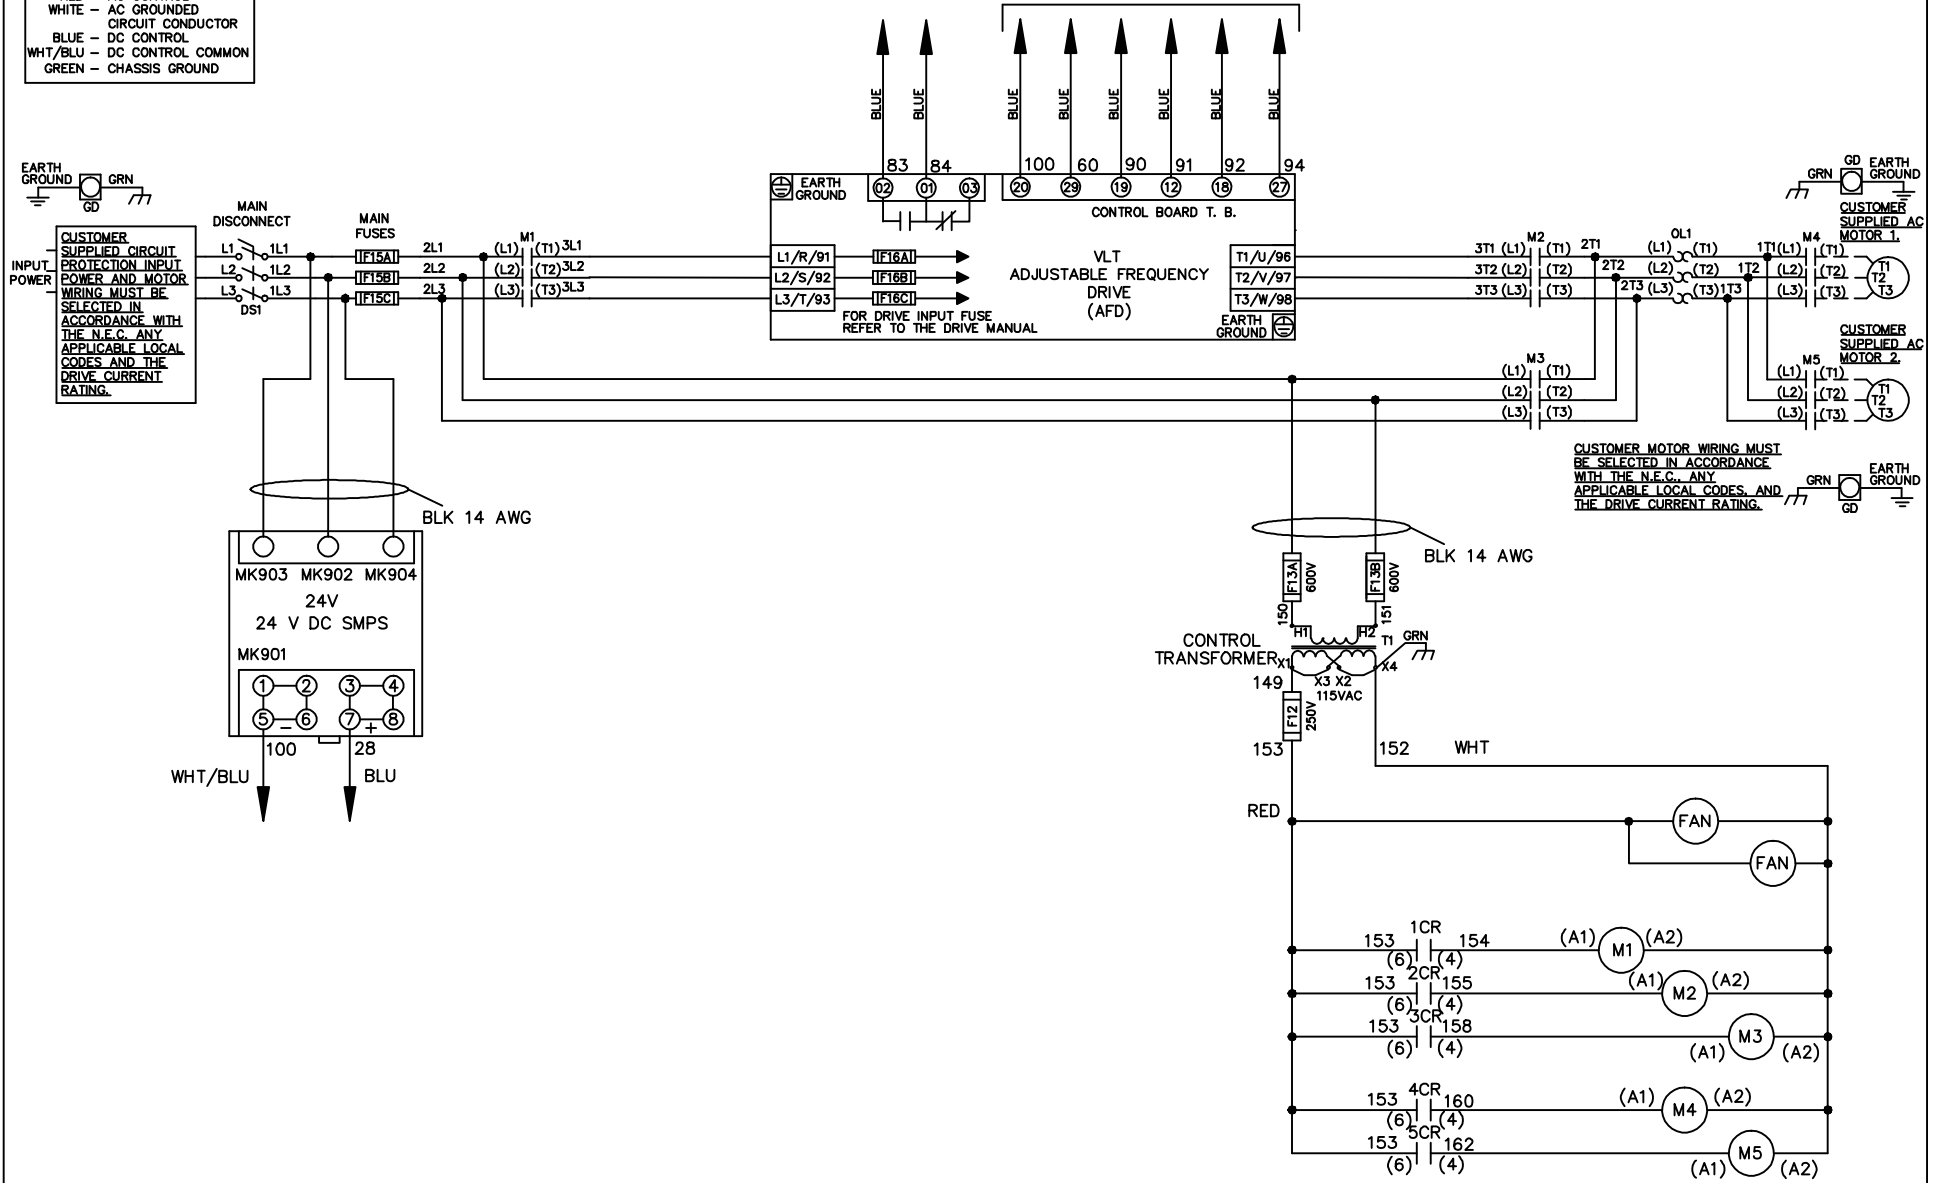 WHITE – AC GROUNDED
CIRCUIT CONDUCTOR
BLUE – DC CONTROL
WHT/BLU – DC CONTROL COMMON
GREEN – CHASSIS GROUND
BLUE BLUE BLUE BLUE BLUE BLUE BLUE BLUE
83 84 100 60 90 91 92 94
EARTH
GROUND GRN
GD
EARTH
GROUND
02 01 03 20 29 19 12 18 27
CONTROL BOARD T. B.
GD EARTH
GRN GROUND
MAIN
DISCONNECT
MAIN
FUSES
CUSTOMER
SUPPLIED AC
MOTOR 1.
INPUT
POWER
CUSTOMER
SUPPLIED CIRCUIT
PROTECTION INPUT
POWER AND MOTOR
WIRING MUST BE
SELECTED IN
ACCORDANCE WITH
THE N.E.C. ANY
APPLICABLE LOCAL
CODES AND THE
DRIVE CURRENT
RATING.
M1 M2 OL1 M4
L1 1L1 F15A 2L1 (L1) (T1) 3L1 L1/R/91 F16A T1/U/96 3T1 (L1) (T1) 2T1 (L1) (T1) 1T1 (L1) (T1) T1
L2 1L2 F15B 2L2 (L2) (T2) 3L2 L2/S/92 F16B T2/V/97 3T2 (L2) (T2) 2T2 (L2) (T2) 1T2 (L2) (T2) T2
L3 1L3 F15C 2L3 (L3) (T3) 3L3 L3/T/93 F16C T3/W/98 3T3 (L3) (T3) 2T3 (L3) (T3) 1T3 (L3) (T3) T3
DS1
VLT
ADJUSTABLE FREQUENCY
DRIVE
(AFD)
FOR DRIVE INPUT FUSE
REFER TO THE DRIVE MANUAL
EARTH
GROUND
CUSTOMER
SUPPLIED AC
MOTOR 2.
M3 M5
(L1) (T1) (L1) (T1) T1
(L2) (T2) (L2) (T2) T2
(L3) (T3) (L3) (T3) T3
CUSTOMER MOTOR WIRING MUST
BE SELECTED IN ACCORDANCE
WITH THE N.E.C., ANY
APPLICABLE LOCAL CODES, AND
THE DRIVE CURRENT RATING.
EARTH
GRN GROUND
GD
BLK 14 AWG
MK903 MK902 MK904
24V
24 V DC SMPS
MK901
1 2 3 4
5 – 6 7 + 8
100 28
WHT/BLU BLU
BLK 14 AWG
F13A 600V F13B 600V
150 151
H1 H2 T1 GRN
CONTROL
TRANSFORMER
X1 X3 X2 X4
115VAC
149
F12 250V
153 152 WHT
RED
FAN
FAN
1CR
153 154 (A1) M1 (A2)
(6) (4)
2CR
153 155 (A1) M2 (A2)
(6) (4)
3CR
153 158 M3
(6) (4) (A1) (A2)
4CR
153 160 (A1) M4 (A2)
(6) (4)
5CR
153 162 M5
(6) (4) (A1) (A2)